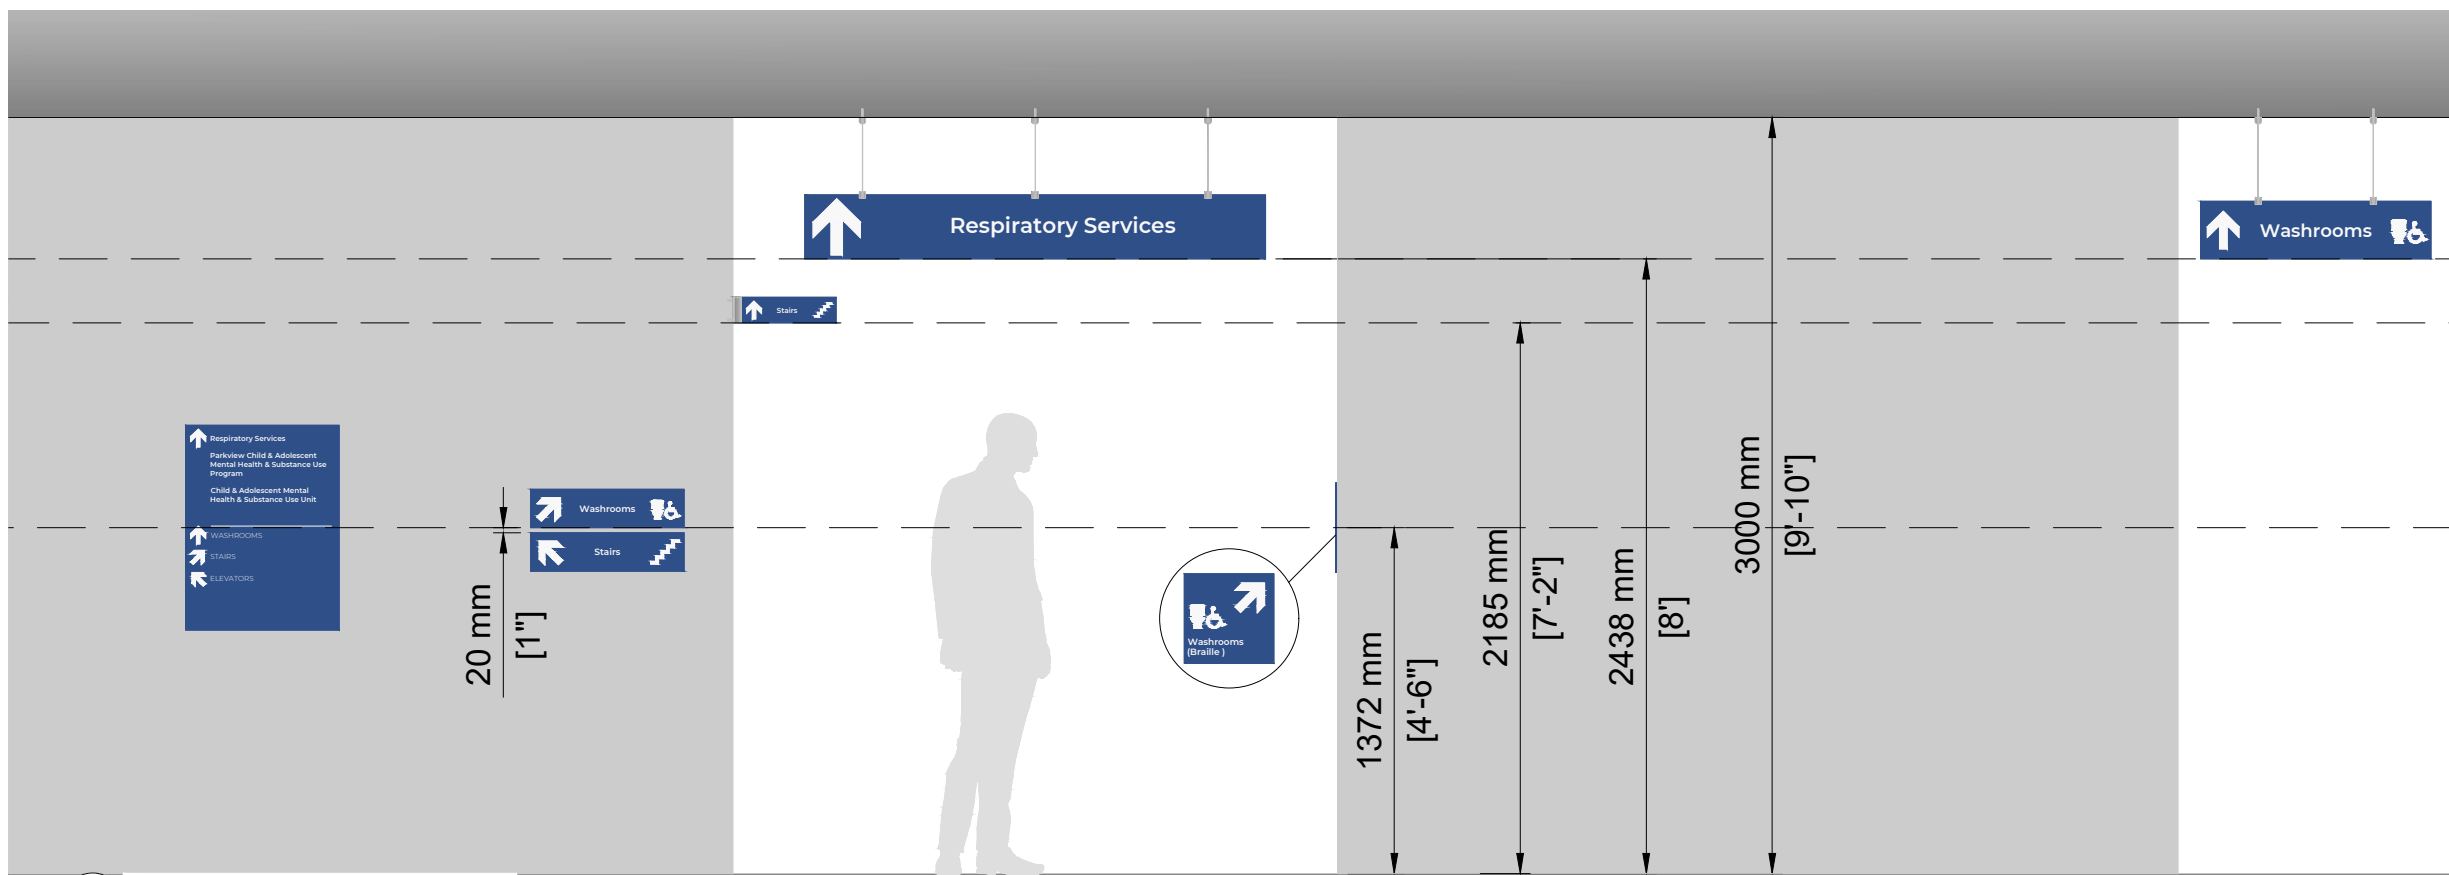 Respiratory Services
Washrooms
Stairs
Respiratory Services
Parkview Child & Adolescent
Mental Health & Substance Use
Program
Child & Adolescent Mental
Health & Substance Use Unit
WASHROOMS
STAIRS
ELEVATORS
Washrooms
Stairs
20 mm
[1"]
Washrooms
(Braille )
1372 mm
[4'-6"]
2185 mm
[7'-2"]
2438 mm
[8']
3000 mm
[9'-10"]